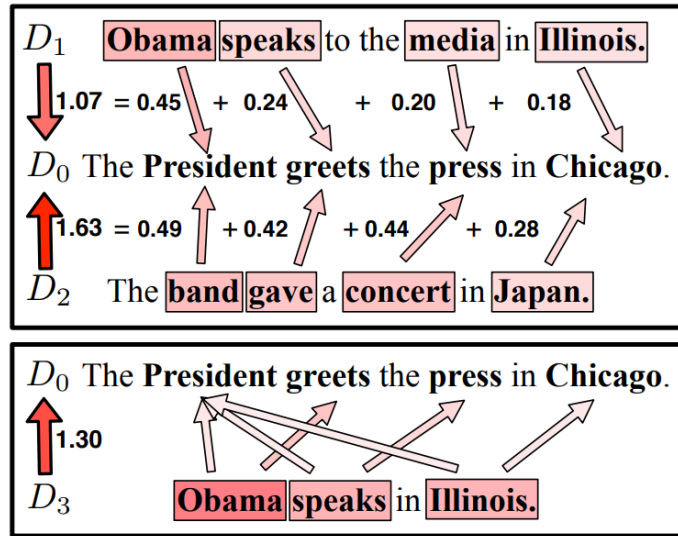 D₁ Obama speaks to the media in Illinois.
1.07 = 0.45 + 0.24 + 0.20 + 0.18
D₀ The President greets the press in Chicago.
1.63 = 0.49 + 0.42 + 0.44 + 0.28
D₂ The band gave a concert in Japan.
D₀ The President greets the press in Chicago.
1.30
D₃ Obama speaks in Illinois.